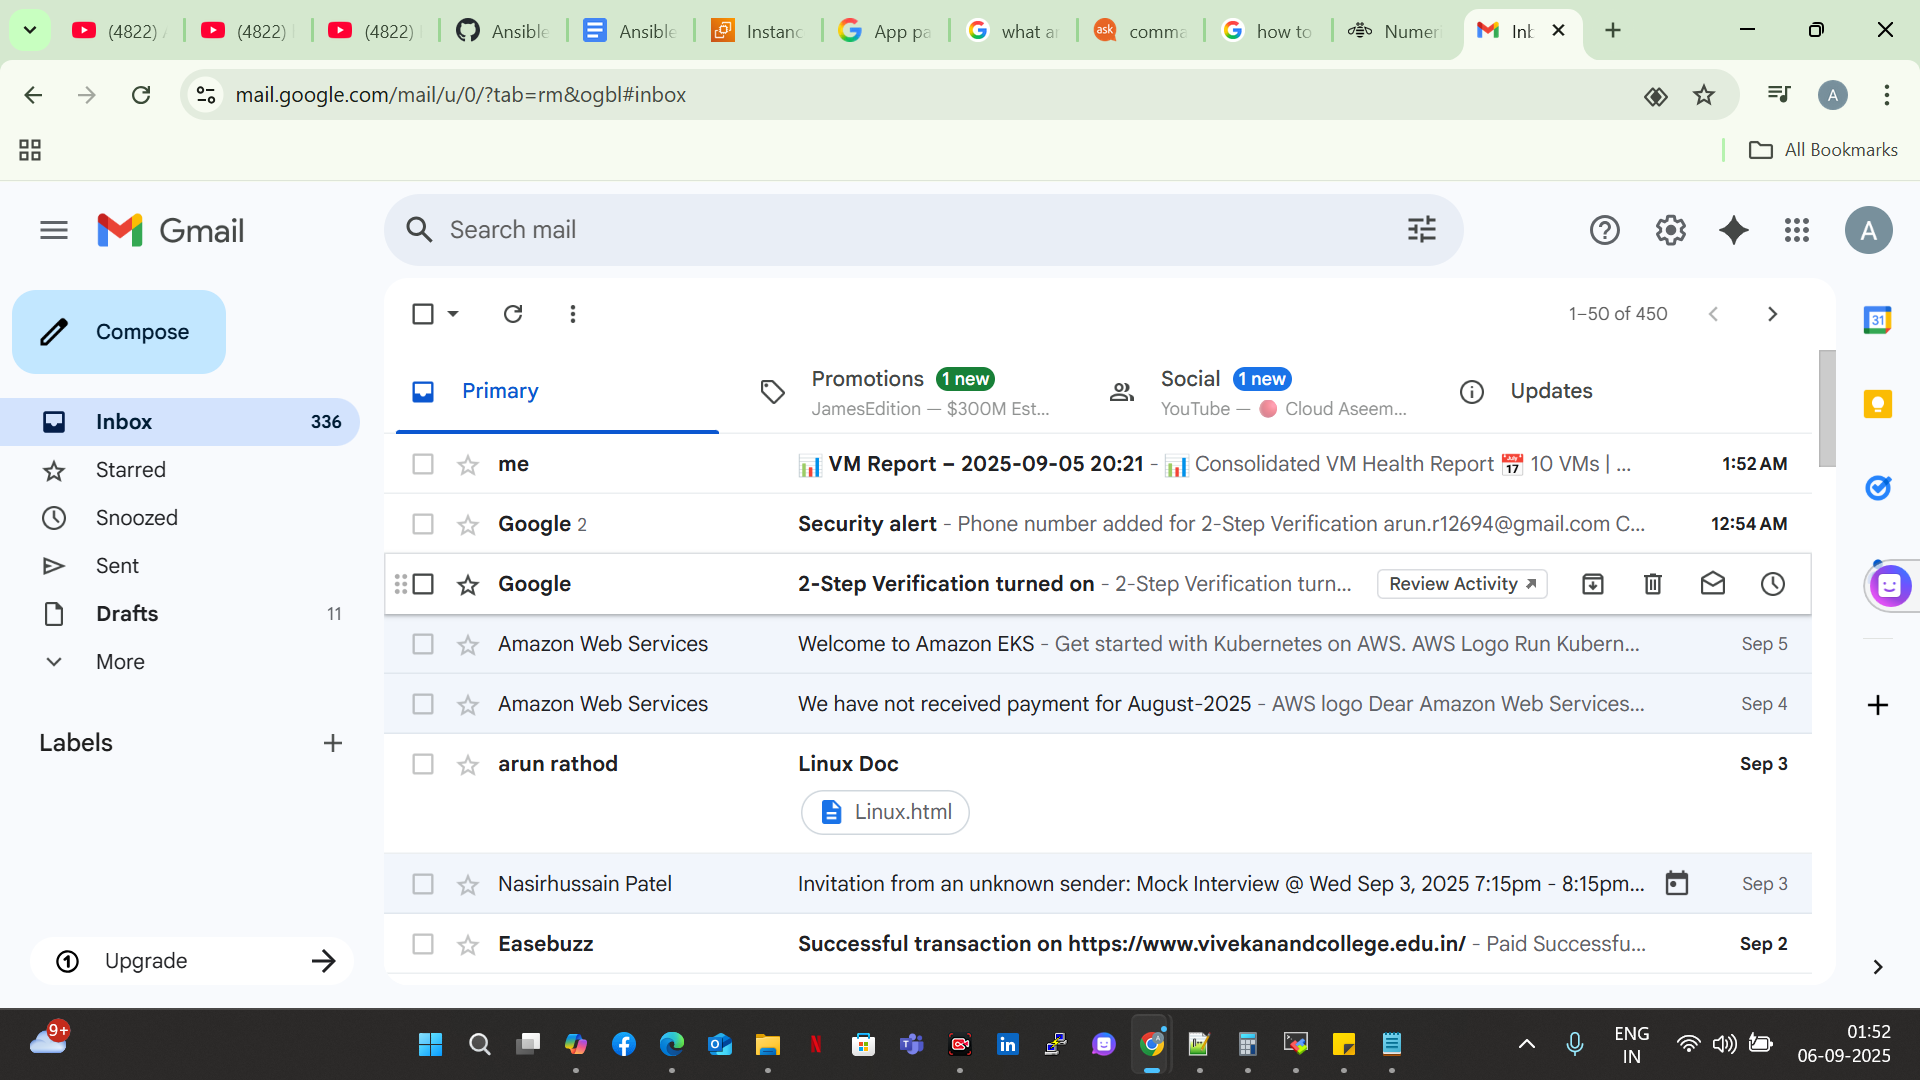 (4822)
(4822)
(4822)
Ansible
Ansible
Instanc
App pa
what a
comma
how to
Numer
Inb
mail.google.com/mail/u/0/?tab=rm&ogbl#inbox
A
All Bookmarks
Gmail
Search mail
A
Compose
1–50 of 450
31
Primary
Promotions 1 new
JamesEdition — $300M Est...
Social 1 new
YouTube — 🔴 Cloud Aseem...
Updates
Inbox 336
Starred
Snoozed
Sent
Drafts 11
More
Labels
Upgrade
me 📊 VM Report – 2025-09-05 20:21 - 📊 Consolidated VM Health Report 📅 10 VMs | ... 1:52 AM
Google 2 Security alert - Phone number added for 2-Step Verification arun.r12694@gmail.com C... 12:54 AM
Google 2-Step Verification turned on - 2-Step Verification turn... Review Activity
Amazon Web Services Welcome to Amazon EKS - Get started with Kubernetes on AWS. AWS Logo Run Kubern... Sep 5
Amazon Web Services We have not received payment for August-2025 - AWS logo Dear Amazon Web Services... Sep 4
arun rathod Linux Doc Sep 3
Linux.html
Nasirhussain Patel Invitation from an unknown sender: Mock Interview @ Wed Sep 3, 2025 7:15pm - 8:15pm... Sep 3
Easebuzz Successful transaction on https://www.vivekanandcollege.edu.in/ - Paid Successfu... Sep 2
9+
ENG
IN
01:52
06-09-2025